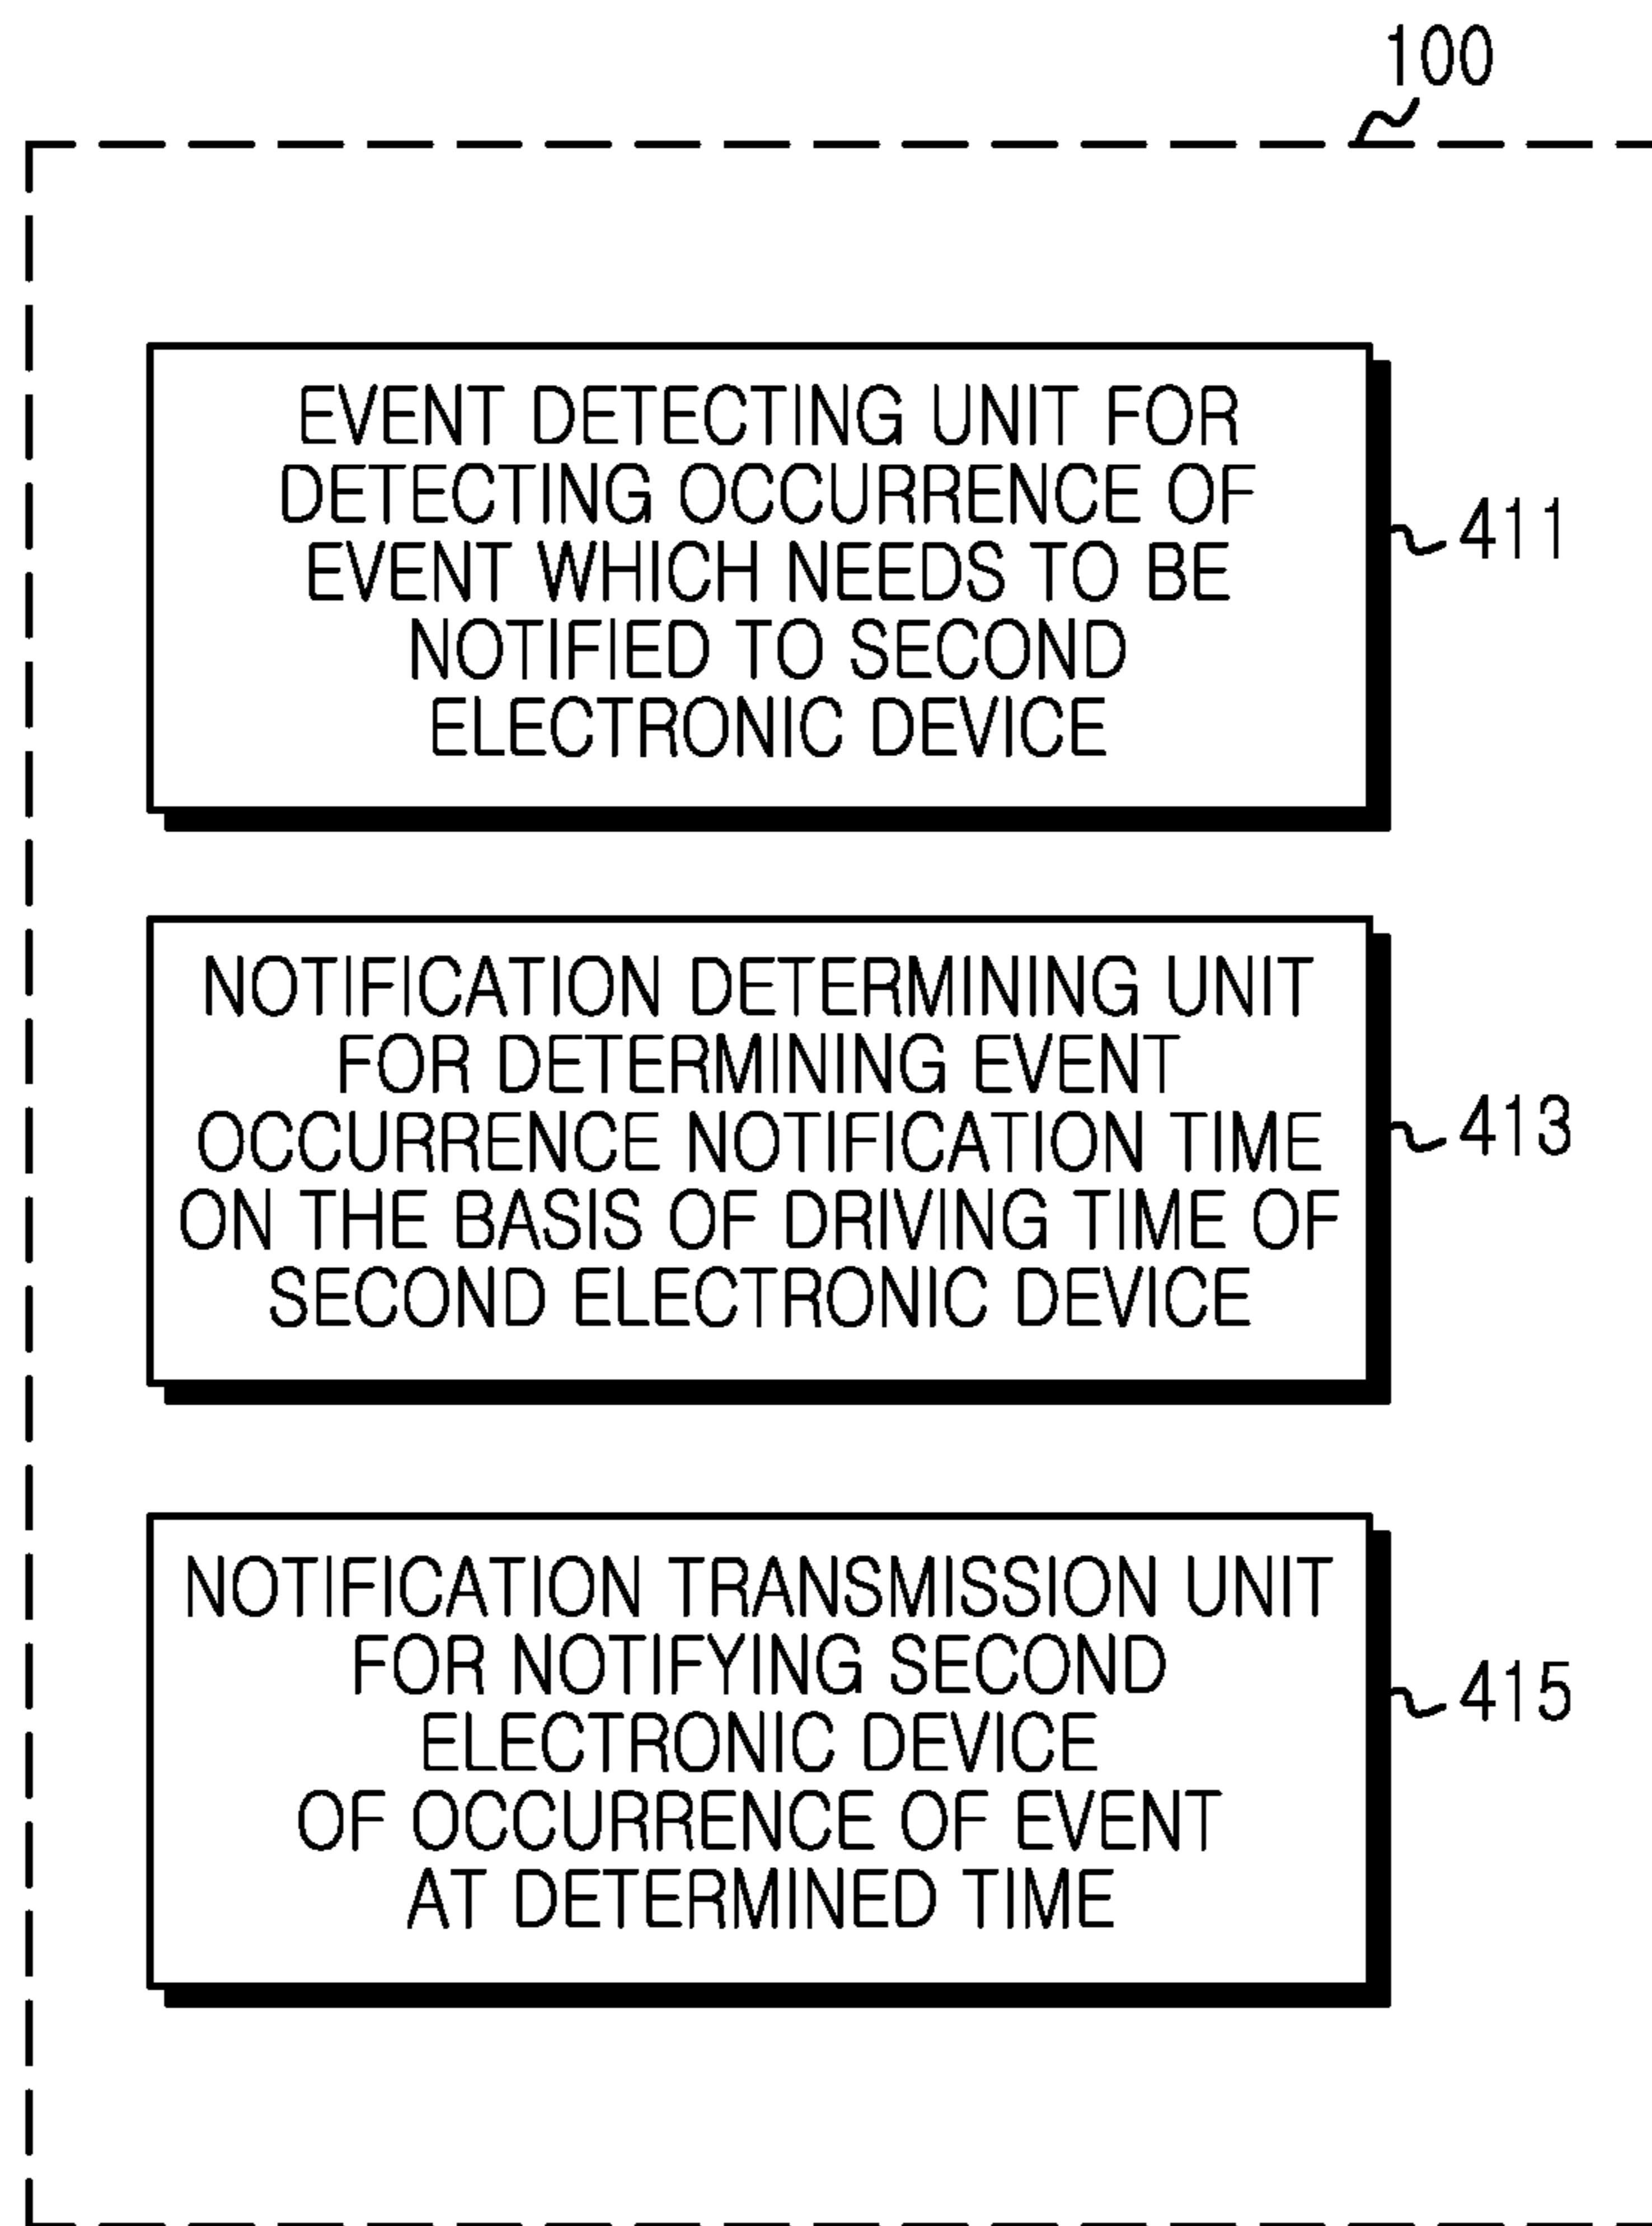 100
EVENT DETECTING UNIT FOR
DETECTING OCCURRENCE OF
EVENT WHICH NEEDS TO BE
NOTIFIED TO SECOND
ELECTRONIC DEVICE
411
NOTIFICATION DETERMINING UNIT
FOR DETERMINING EVENT
OCCURRENCE NOTIFICATION TIME
ON THE BASIS OF DRIVING TIME OF
SECOND ELECTRONIC DEVICE
413
NOTIFICATION TRANSMISSION UNIT
FOR NOTIFYING SECOND
ELECTRONIC DEVICE
OF OCCURRENCE OF EVENT
AT DETERMINED TIME
415